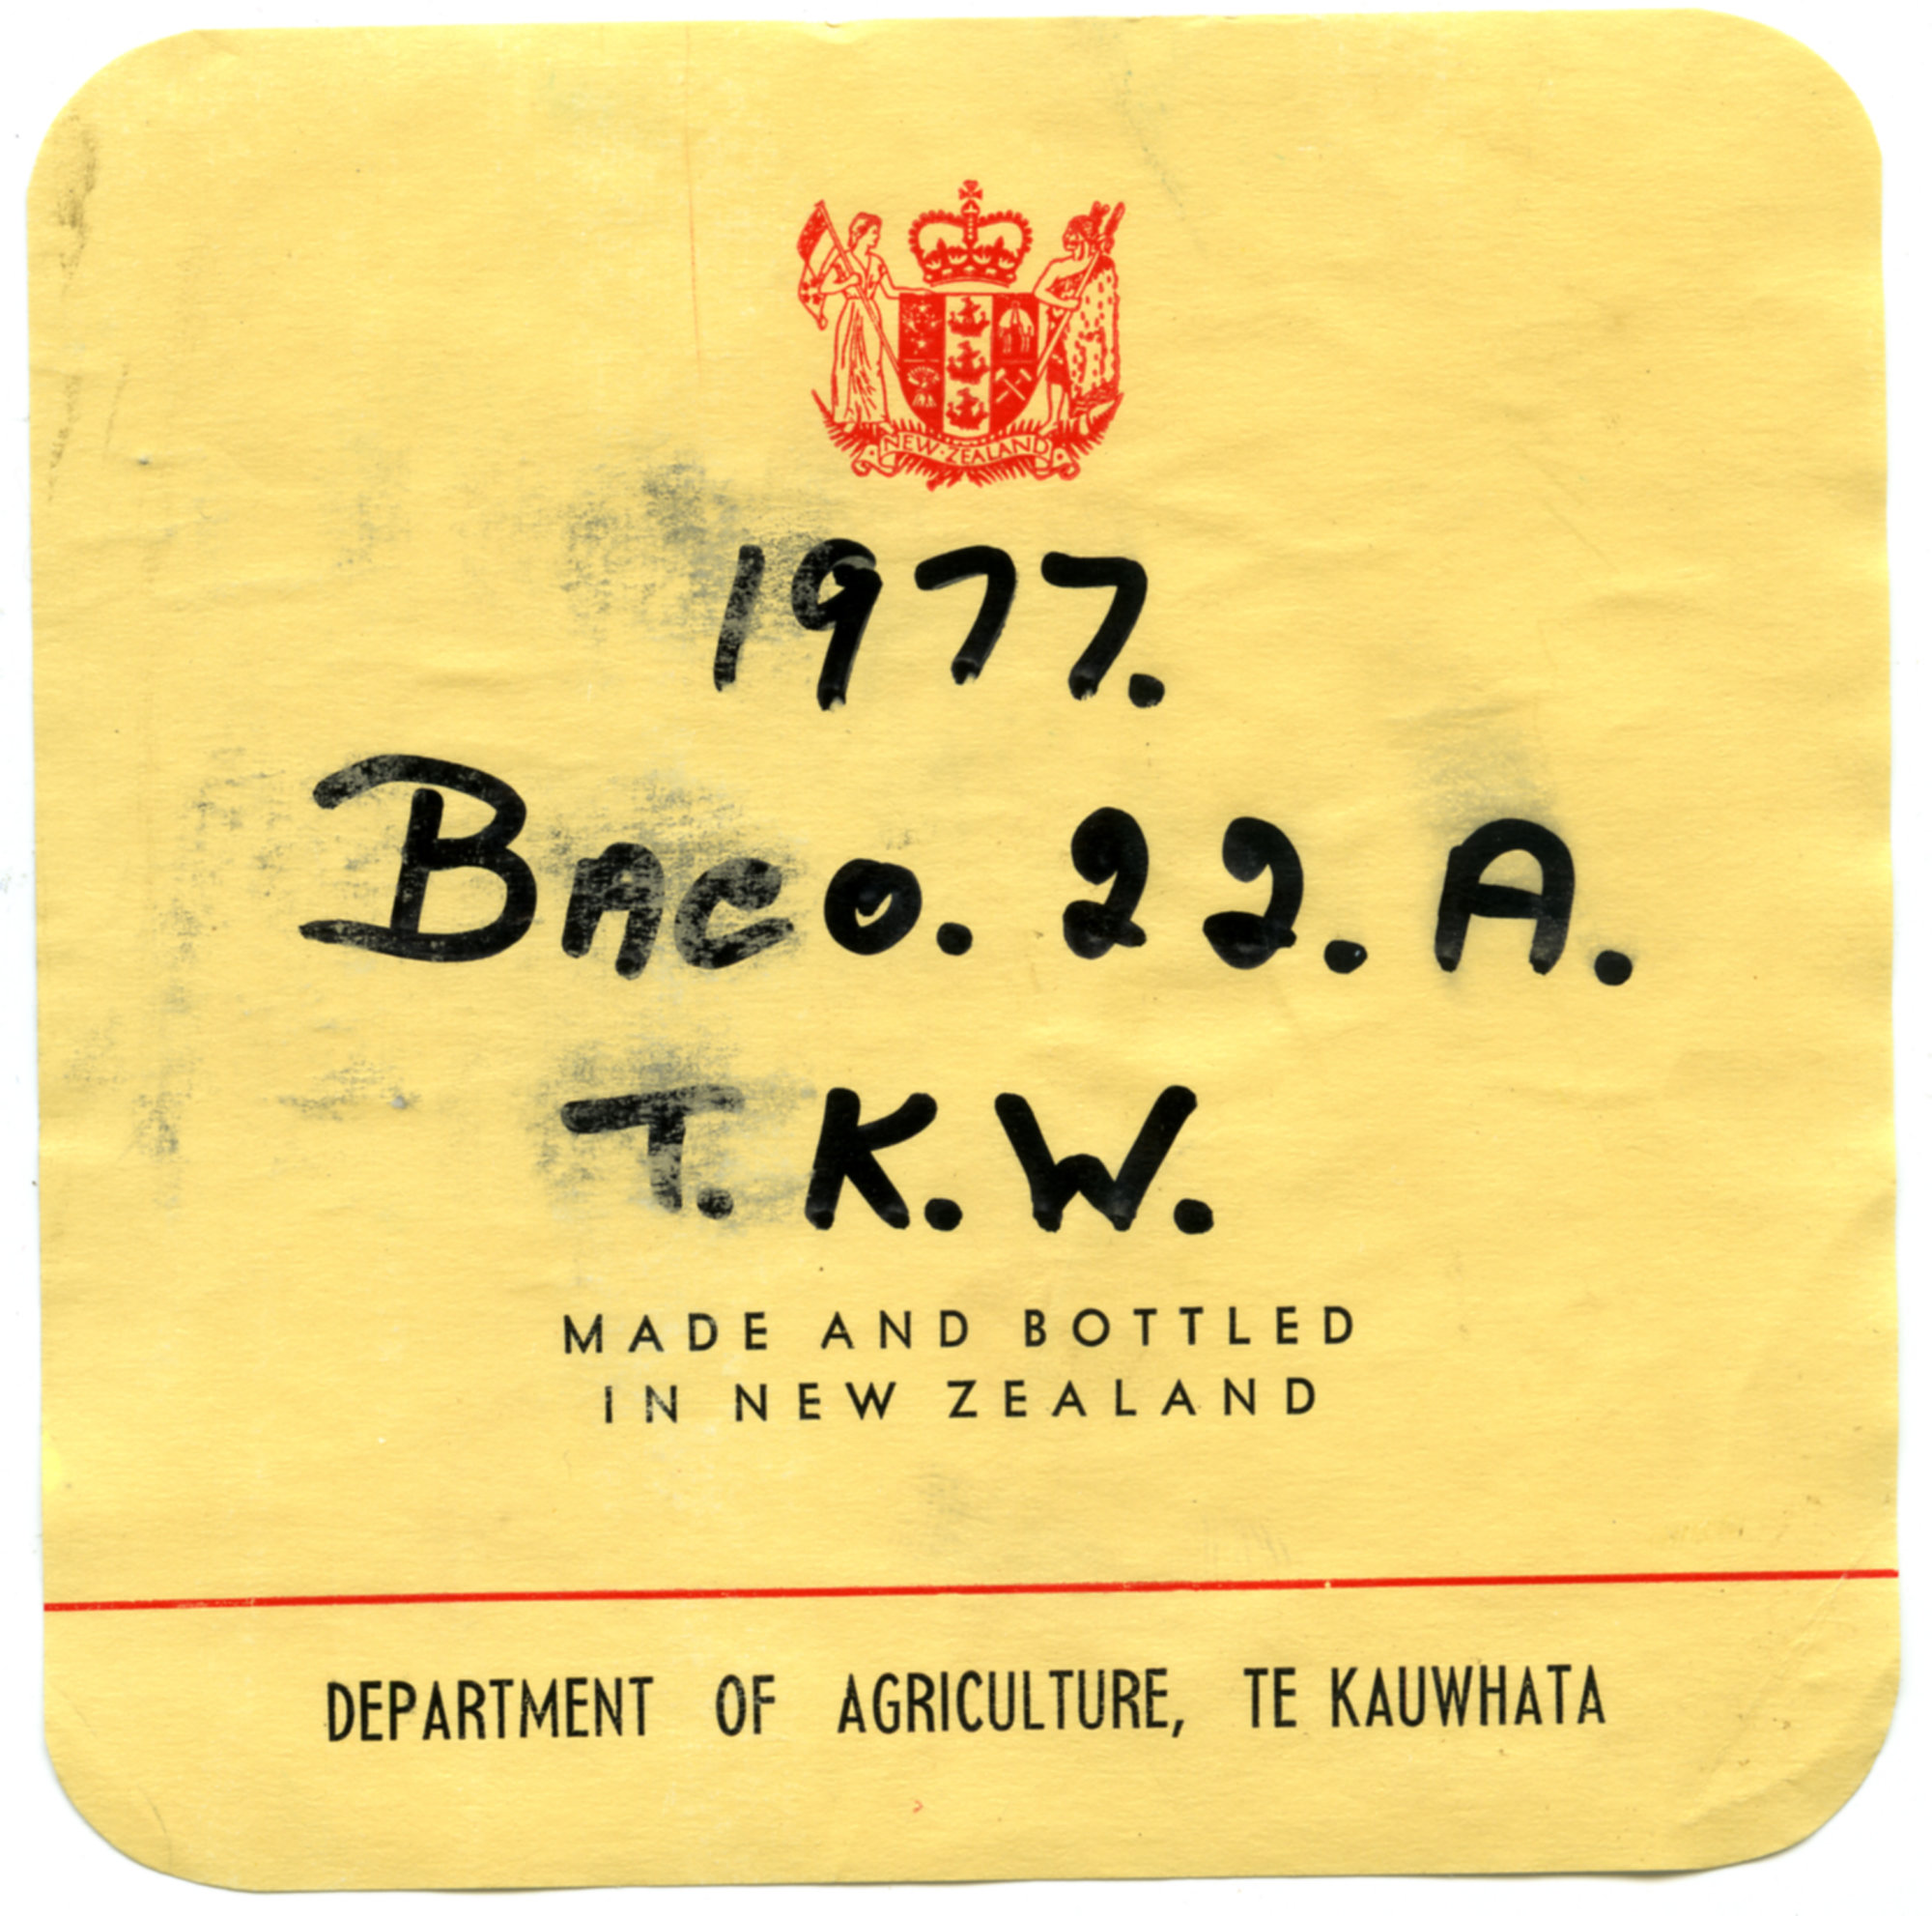 NEW·ZEALAND
1977.
BACO. 22. A.
T. K. W.
MADE AND BOTTLED
IN NEW ZEALAND
DEPARTMENT OF AGRICULTURE, TE KAUWHATA